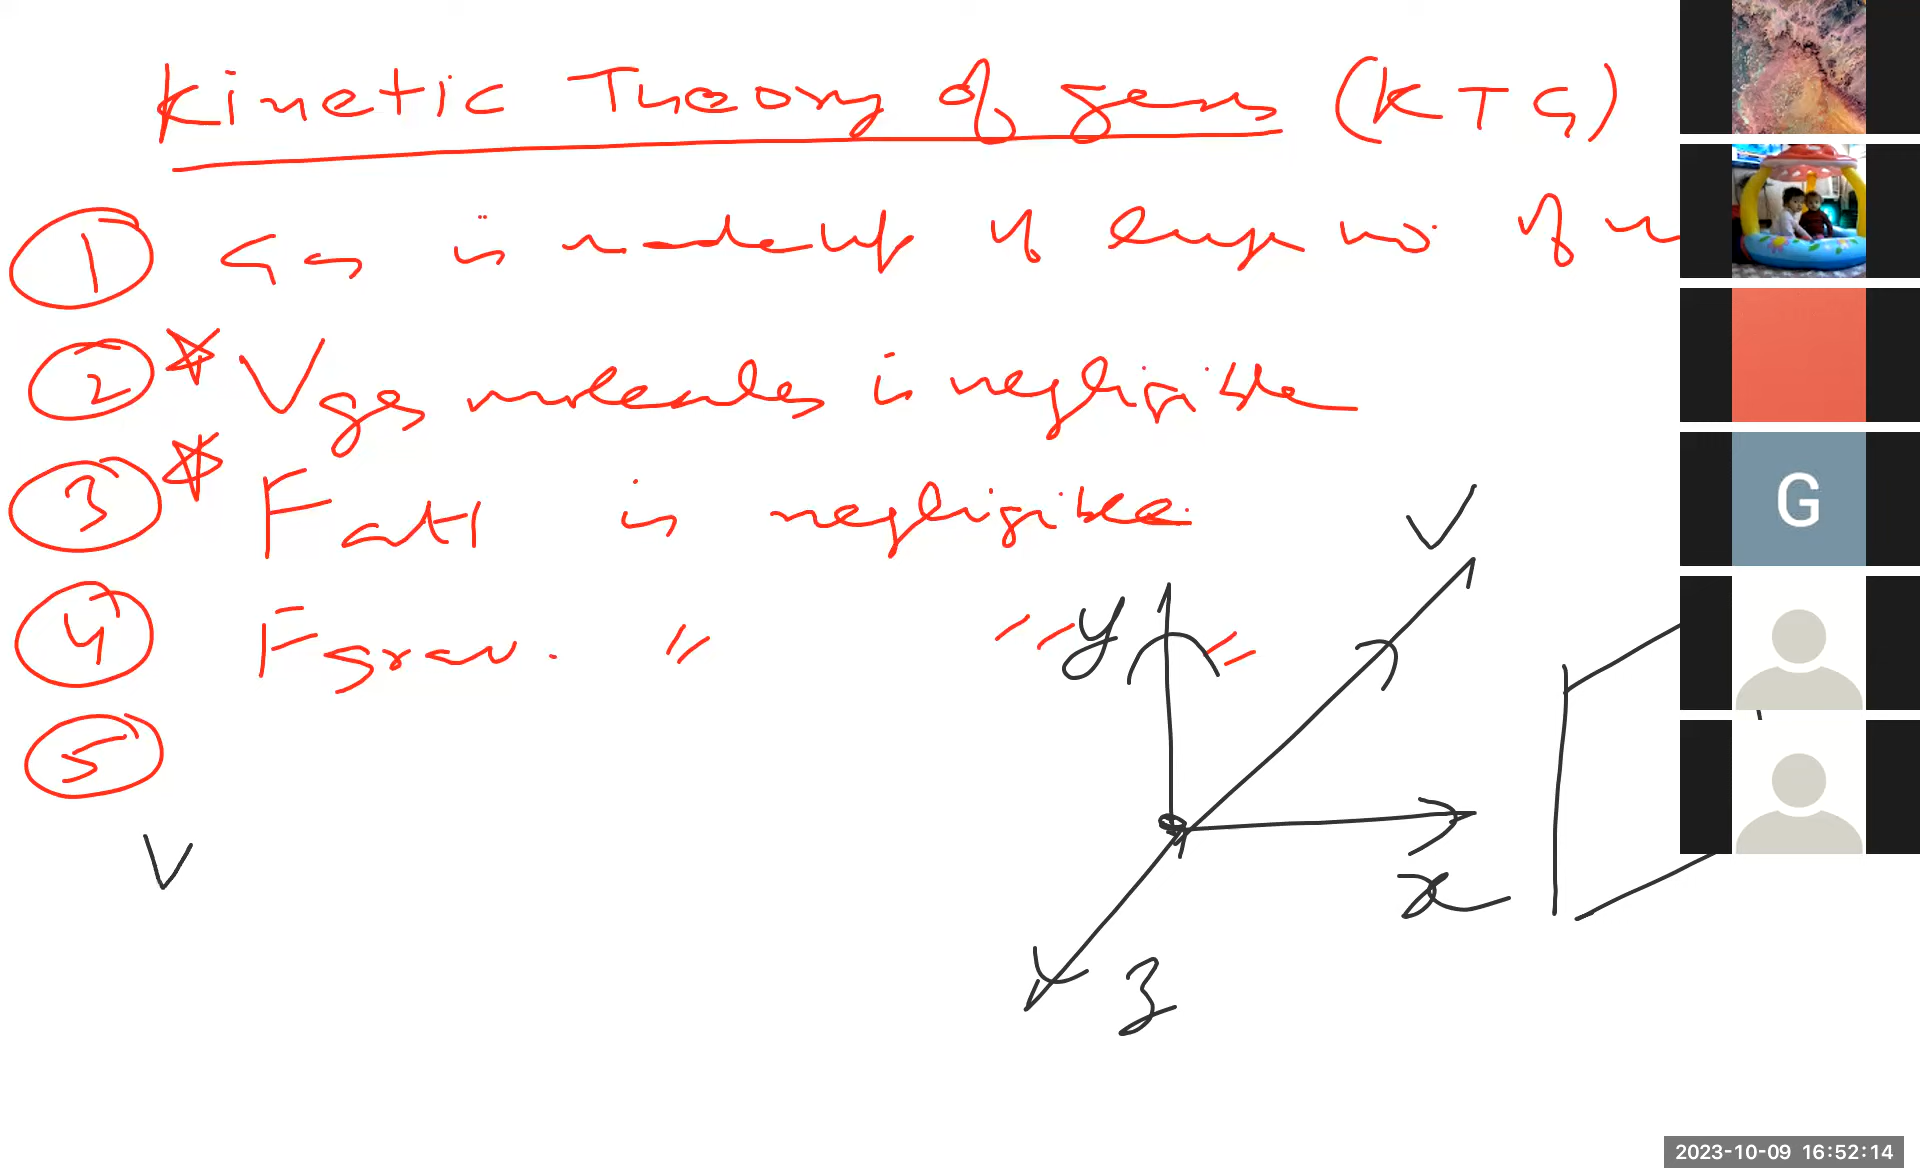 Kinetic Theory of gases (KTG)
1 Gas is made up of large no. of
2 V gas molecules is negligible
3 F att is negligible.
4 F grav. " " "
5
V
V
y
x
z
G
2023-10-09 16:52:14